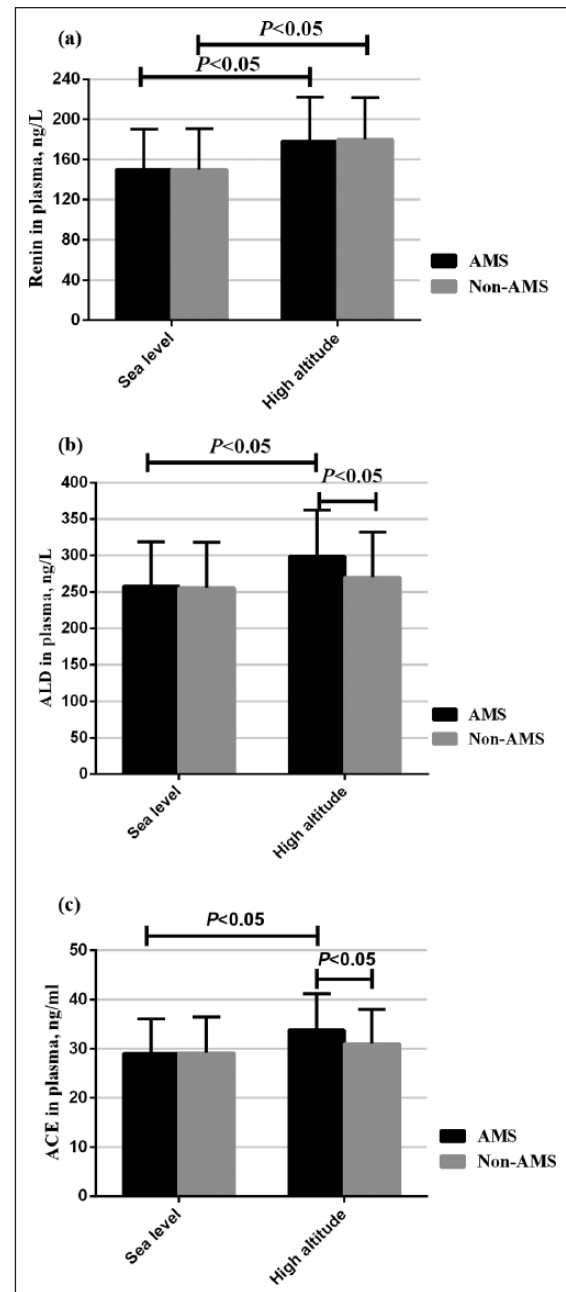 (a)
P<0.05
P<0.05
Renin in plasma, ng/L
240
200
160
120
80
40
0
Sea level
High altitude
AMS
Non-AMS
(b)
P<0.05
P<0.05
ALD in plasma, ng/L
400
350
300
250
200
150
100
50
0
Sea level
High altitude
AMS
Non-AMS
(c)
P<0.05
P<0.05
ACE in plasma, ng/ml
50
40
30
20
10
0
Sea level
High altitude
AMS
Non-AMS